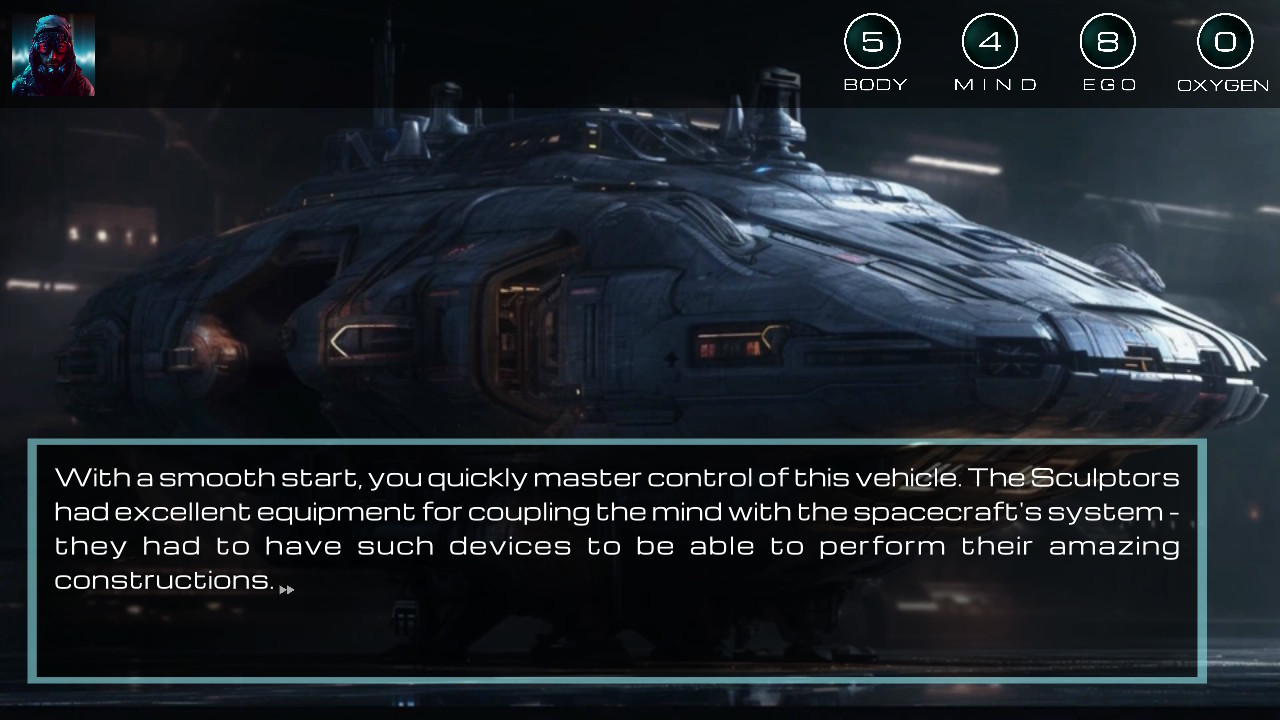 5
4
8
0
BODY
MIND
EGO
OXYGEN
With a smooth start, you quickly master control of this vehicle. The Sculptors
had excellent equipment for coupling the mind with the spacecraft's system -
they had to have such devices to be able to perform their amazing
constructions.